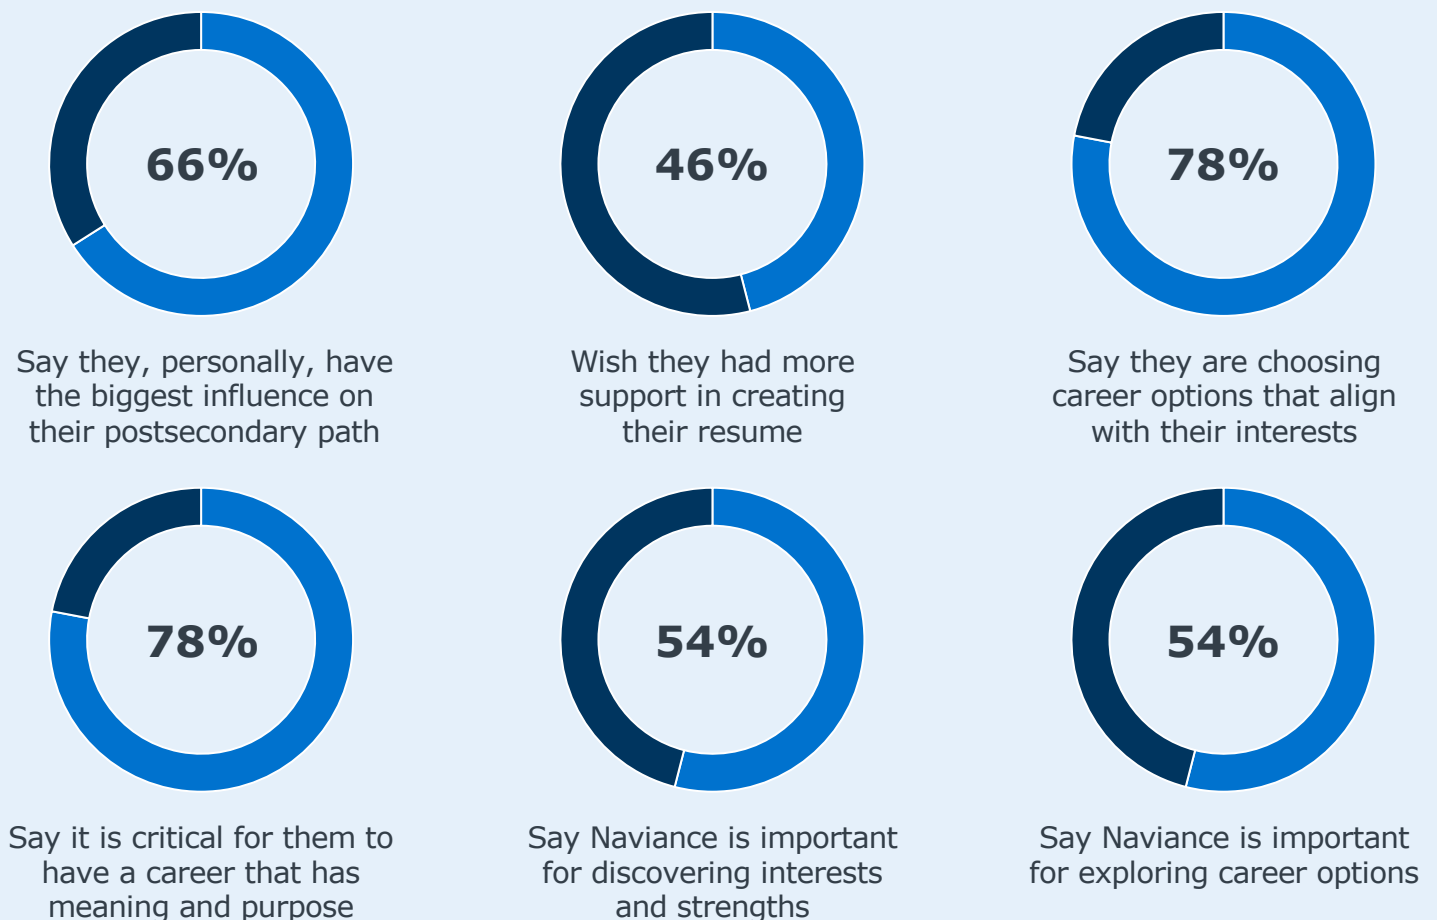 66%
Say they, personally, have
the biggest influence on
their postsecondary path
46%
Wish they had more
support in creating
their resume
78%
Say they are choosing
career options that align
with their interests
78%
Say it is critical for them to
have a career that has
meaning and purpose
54%
Say Naviance is important
for discovering interests
and strengths
54%
Say Naviance is important
for exploring career options